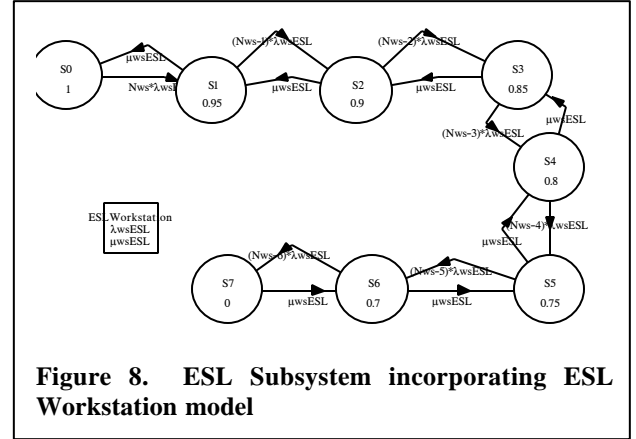 S0
1
μwsESL
Nws*λwsE
S1
0.95
(Nws-1)*λwsESL
μwsESL
S2
0.9
(Nws-2)*λwsESL
μwsESL
S3
0.85
(Nws-3)*λwsESL
μwsESL
S4
0.8
(Nws-4)*λwsESL
μwsESL
S5
0.75
(Nws-5)*λwsESL
μwsESL
S6
0.7
(Nws-6)*λwsESL
μwsESL
S7
0
ESL Workstation
λwsESL
μwsESL
Figure 8. ESL Subsystem incorporating ESL
Workstation model